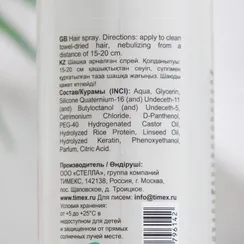 GB Hair spray. Directions: apply to clean
towel-dried hair, nebulizing from a
distance of 15-20 cm.
KZ Шашқа арналған спрей. Қолданылуы:
15-20 см қашықтықтан сәуіп, сүлгімен
құрғатылған таза шашқа жағыңыз. Шаюды
қажет етпейді!
Состав/Құрамы (INCI): Aqua, Glycerin,
Silicone Quaternium-16 (and) Undeceth-11
(and) Butyloctanol (and) Undeceth-5,
Cetrimonium Chloride, D-Panthenol,
PEG-40 Hydrogenated Castor Oil,
Hydrolyzed Rice Protein, Linseed Oil,
Hydrolyzed Keratin, Phenoxyethanol,
Parfum, Citric Acid.
Производитель / Өндіруші:
ООО «СТЕЛЛА», группа компаний
ТИМЕКС, 142138, Россия, г. Москва
пос. Щаповское, д. Троицкое.
www.timex.su www.timex.ru
Условия хранения:
от +5 до +25°С в
недоступном для детей
и защищенном от прямых
солнечных лучей месте.